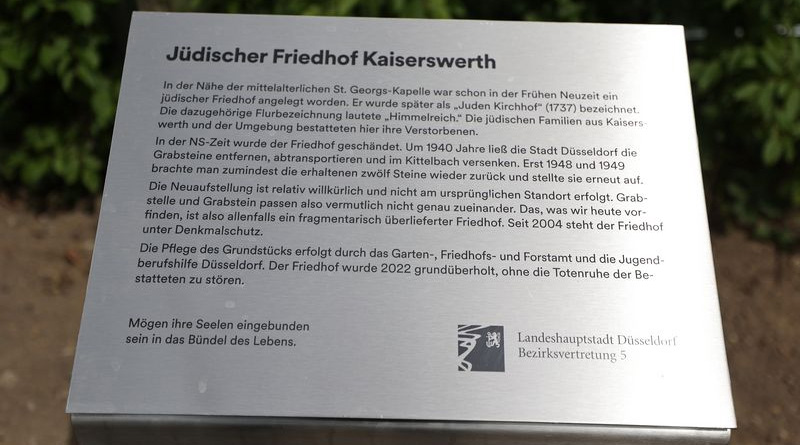 Jüdischer Friedhof Kaiserswerth
In der Nähe der mittelalterlichen St. Georgs-Kapelle war schon in der Frühen Neuzeit ein
jüdischer Friedhof angelegt worden. Er wurde später als „Juden Kirchhof“ (1737) bezeichnet.
Die dazugehörige Flurbezeichnung lautete „Himmelreich.“ Die jüdischen Familien aus Kaisers-
werth und der Umgebung bestatteten hier ihre Verstorbenen.
In der NS-Zeit wurde der Friedhof geschändet. Um 1940 Jahre ließ die Stadt Düsseldorf die
Grabsteine entfernen, abtransportieren und im Kittelbach versenken. Erst 1948 und 1949
brachte man zumindest die erhaltenen zwölf Steine wieder zurück und stellte sie erneut auf.
Die Neuaufstellung ist relativ willkürlich und nicht am ursprünglichen Standort erfolgt. Grab-
stelle und Grabstein passen also vermutlich nicht genau zueinander. Das, was wir heute vor-
finden, ist also allenfalls ein fragmentarisch überlieferter Friedhof. Seit 2004 steht der Friedhof
unter Denkmalschutz.
Die Pflege des Grundstücks erfolgt durch das Garten-, Friedhofs- und Forstamt und die Jugend-
berufshilfe Düsseldorf. Der Friedhof wurde 2022 grundüberholt, ohne die Totenruhe der Be-
statteten zu stören.
Mögen ihre Seelen eingebunden
sein in das Bündel des Lebens.
Landeshauptstadt Düsseldorf
Bezirksvertretung 5